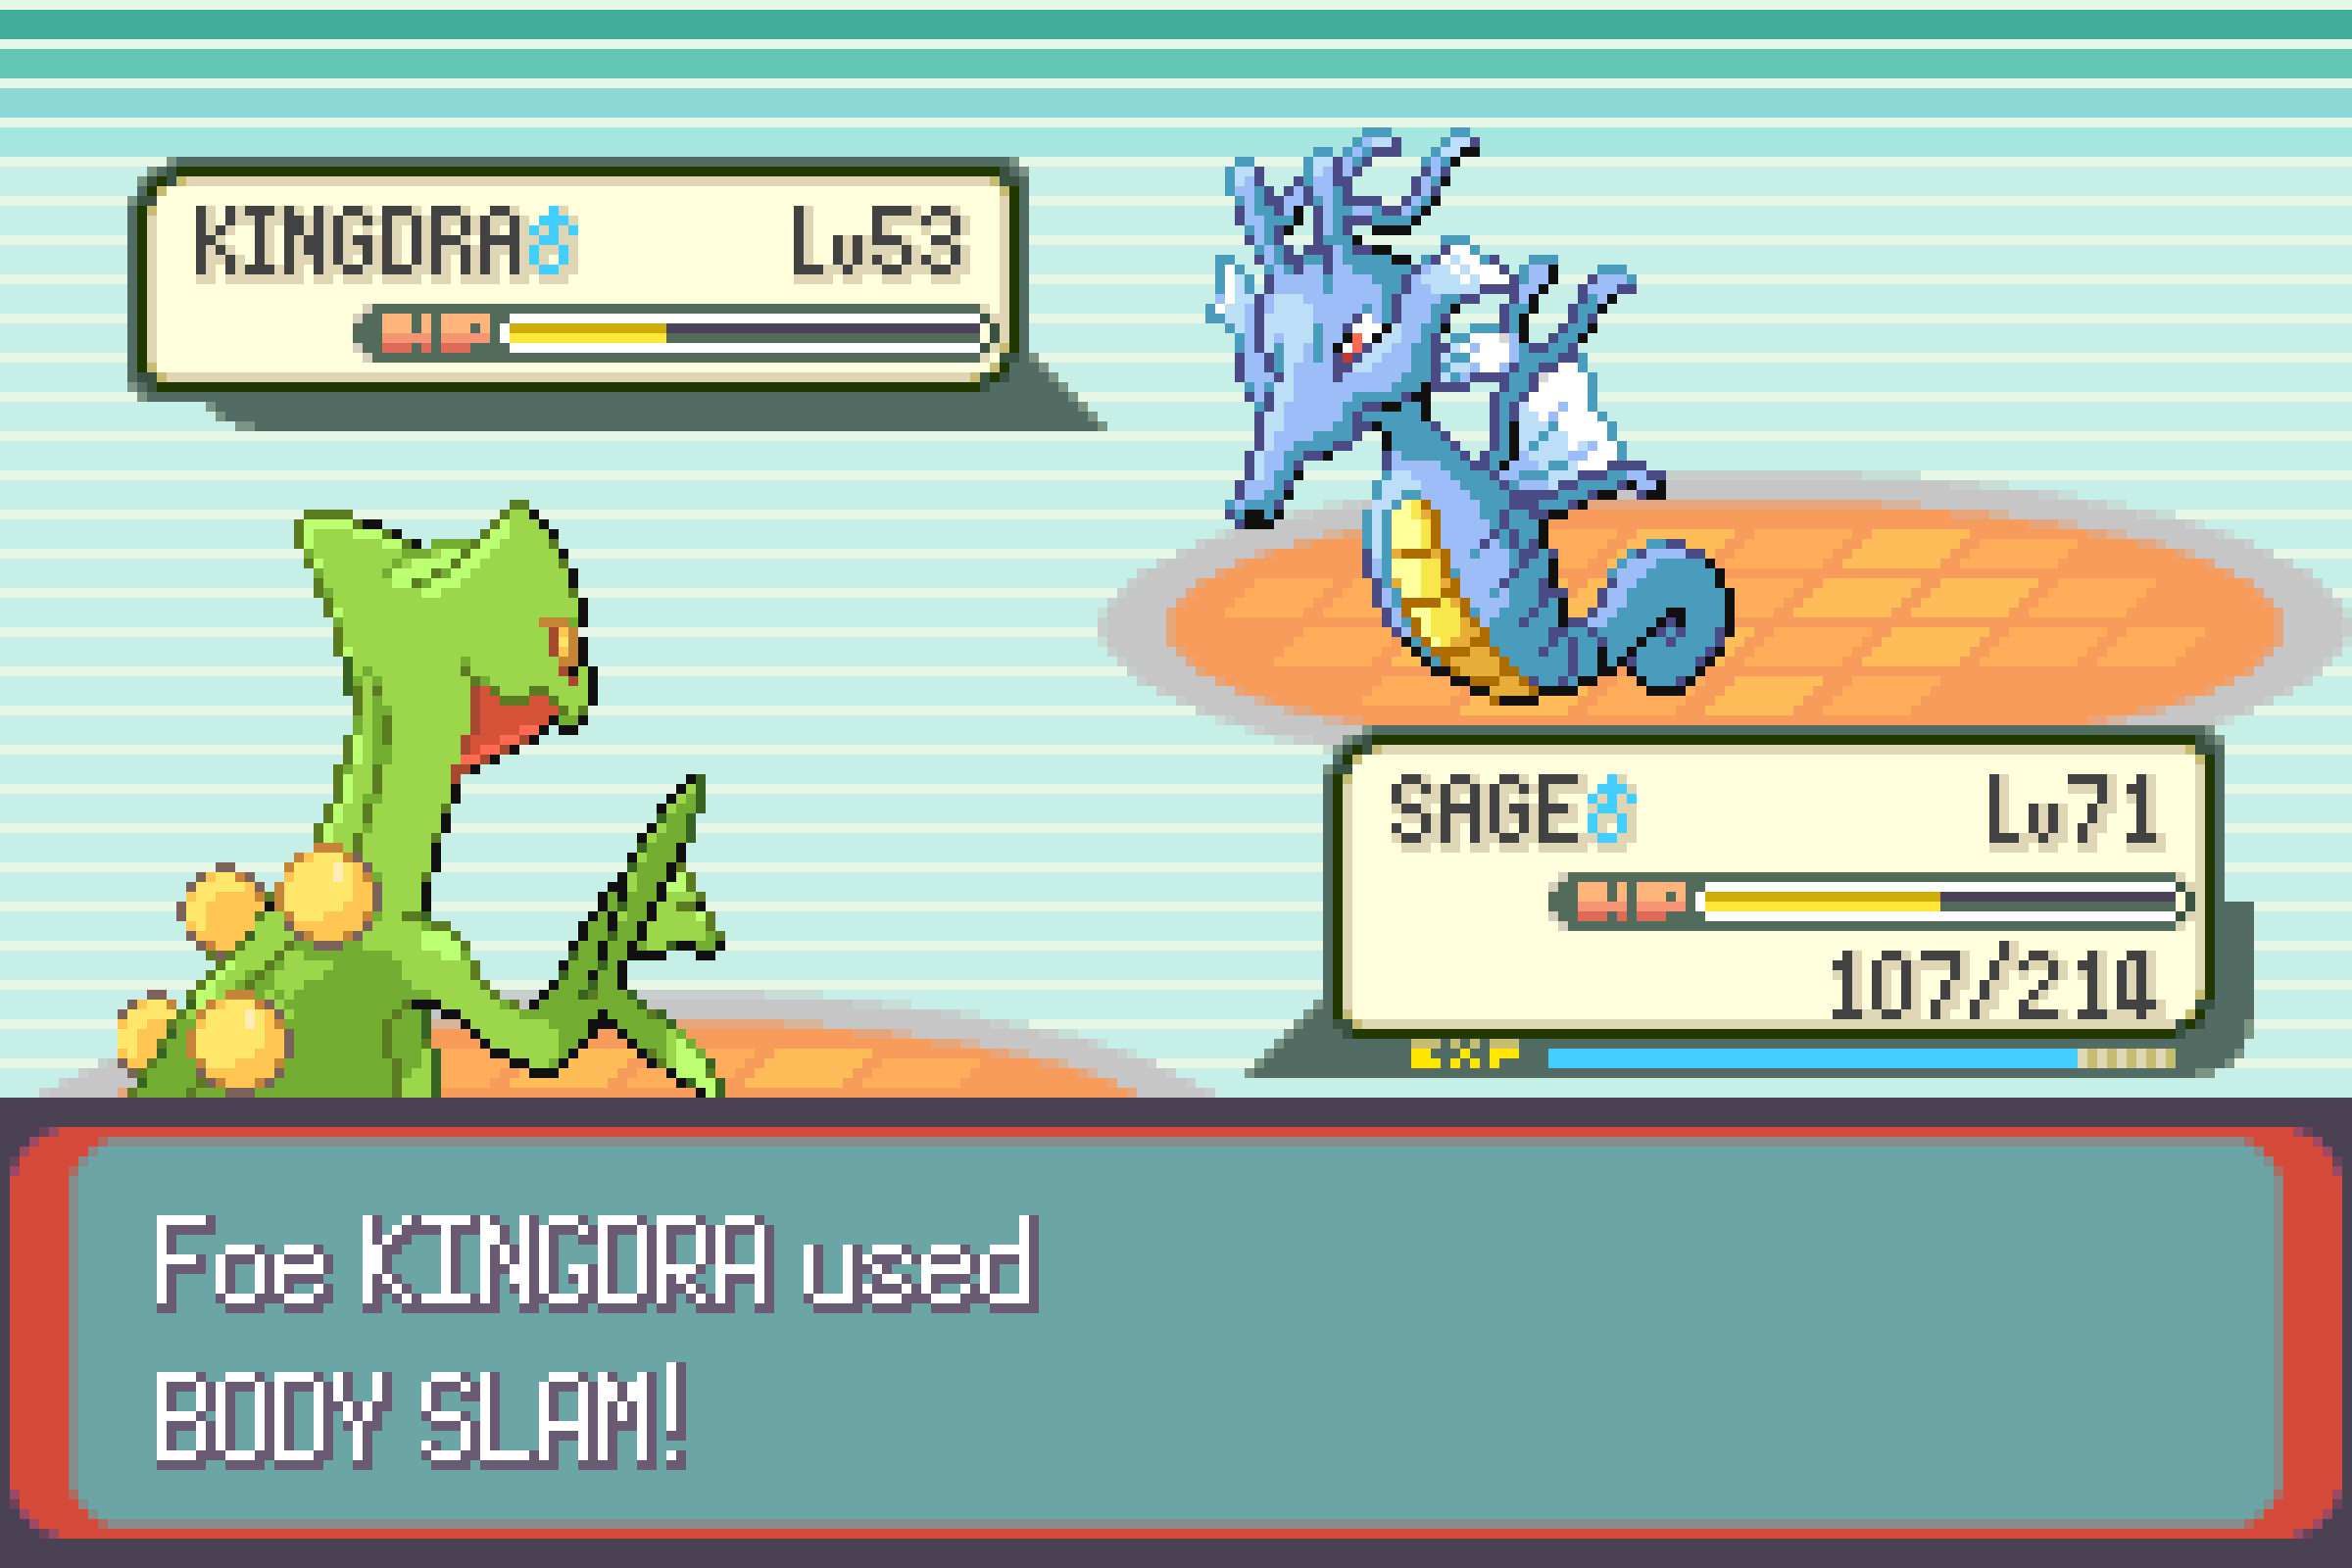 KINGDRA♂ Lv53
HP
SAGE♂ Lv71
HP
107/214
EXP
Foe KINGDRA used
BODY SLAM!